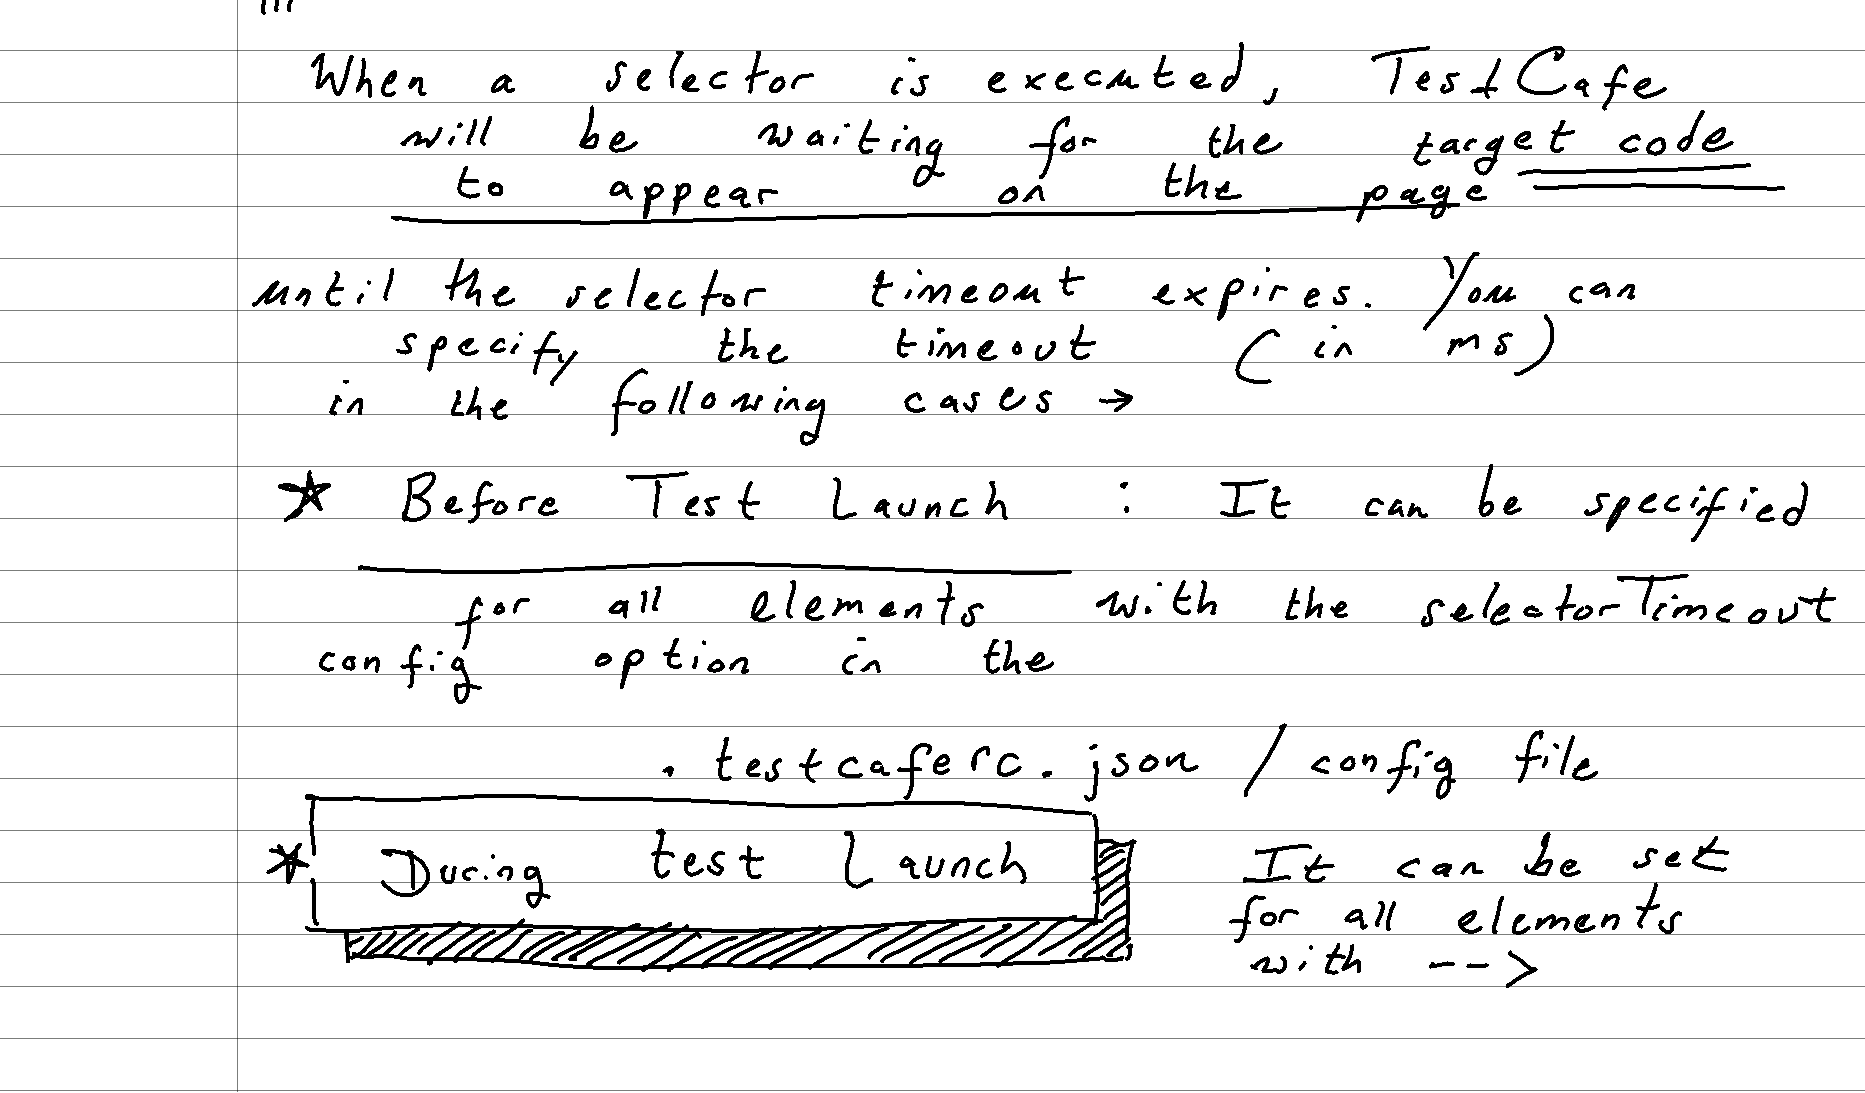 When a selector is executed, TestCafe
will be waiting for the target code
to appear on the page
until the selector timeout expires. You can
specify the timeout (in ms)
in the following cases →
★ Before Test Launch : It can be specified
for all elements with the selectorTimeout
config option in the
.testcaferc.json / config file
★ During test Launch It can be set
for all elements
with -->